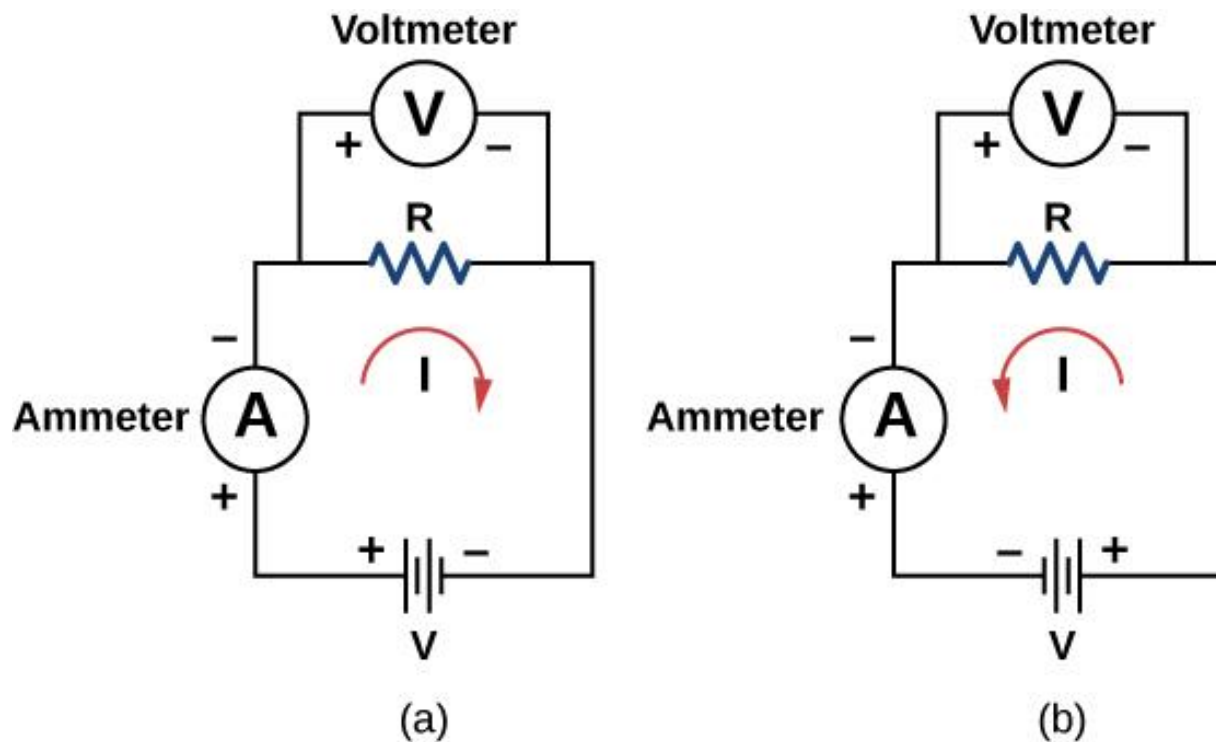 Voltmeter
V
+ −
R
−
I
Ammeter A
+
+ −
V
(a)
Voltmeter
V
+ −
R
−
I
Ammeter A
+
− +
V
(b)